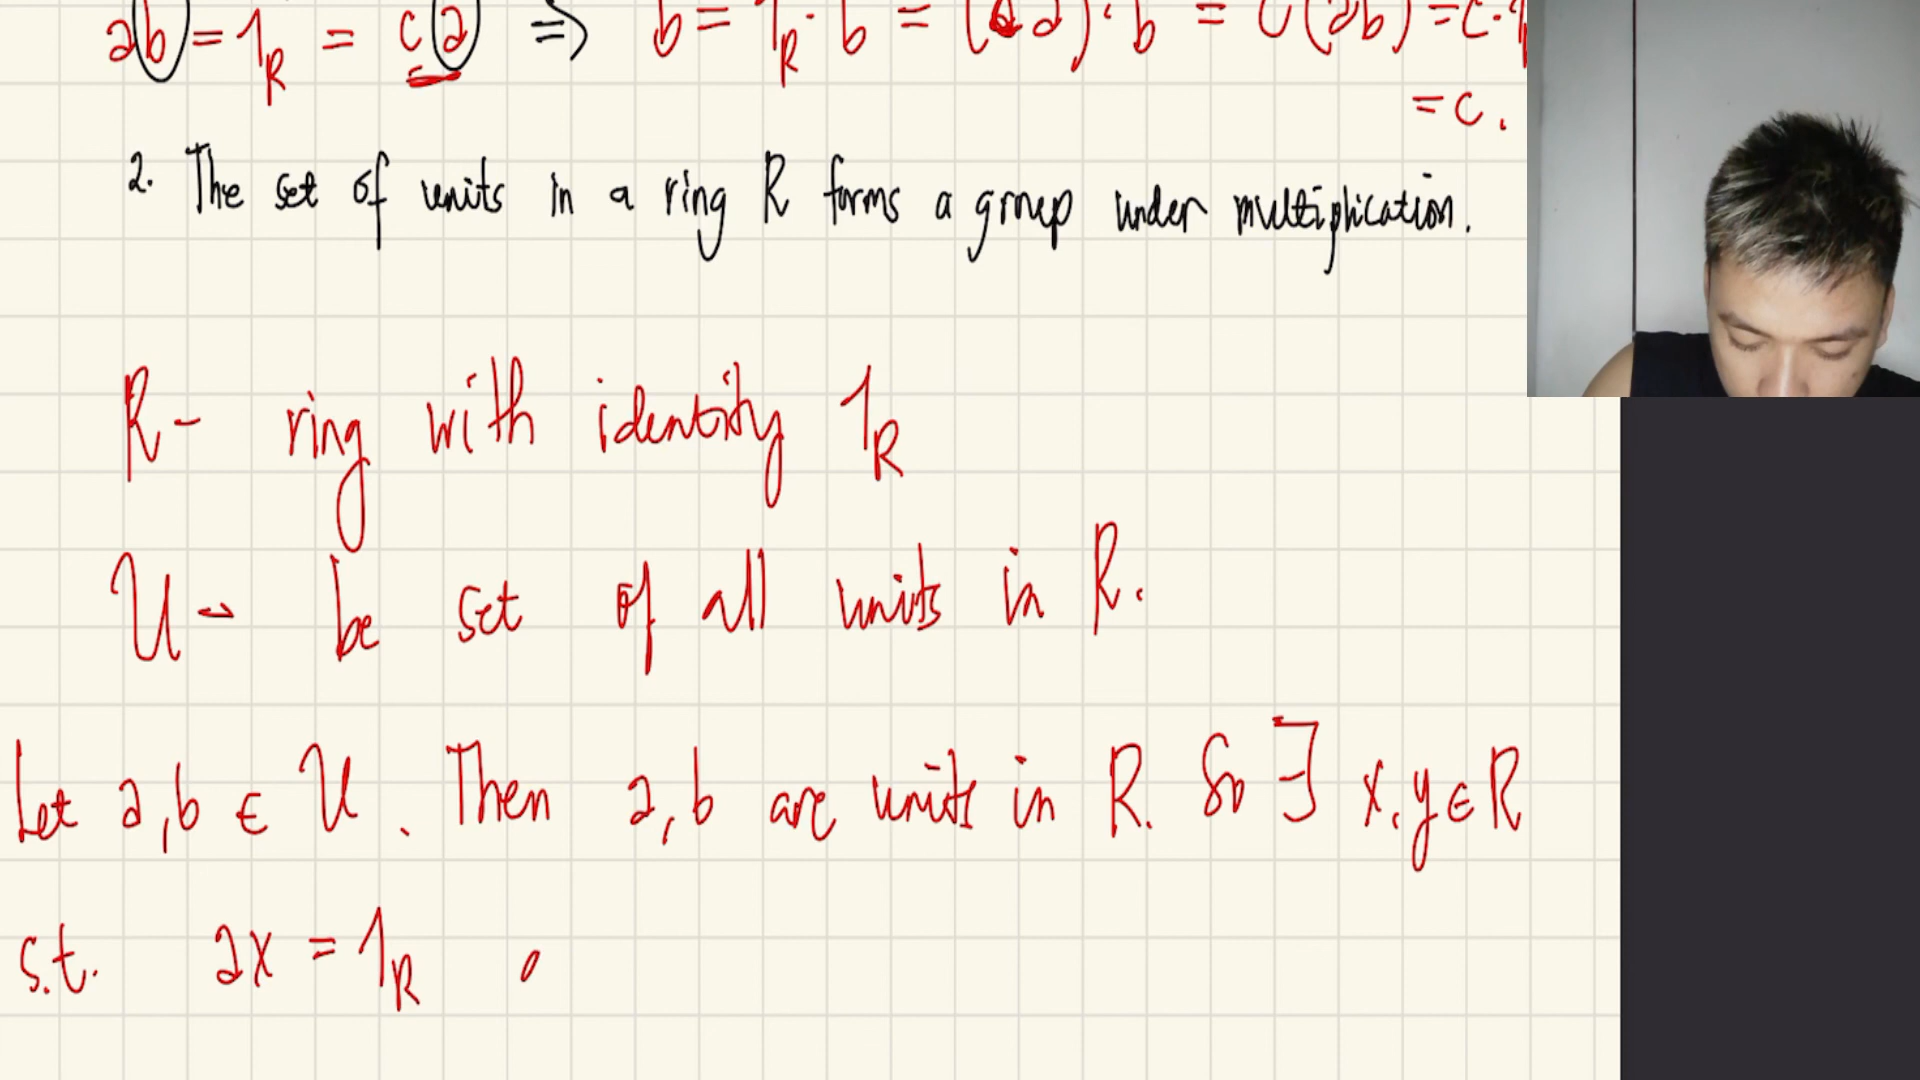 ab = 1_R = ca => b = 1_R · b = (ca) · b = c(ab) = c · 1
= c.
2. The set of units in a ring R forms a group under multiplication.
R - ring with identity 1_R
U - be set of all units in R.
Let a, b ∈ U. Then a, b are units in R. So ∃ x, y ∈ R
s.t. ax = 1_R